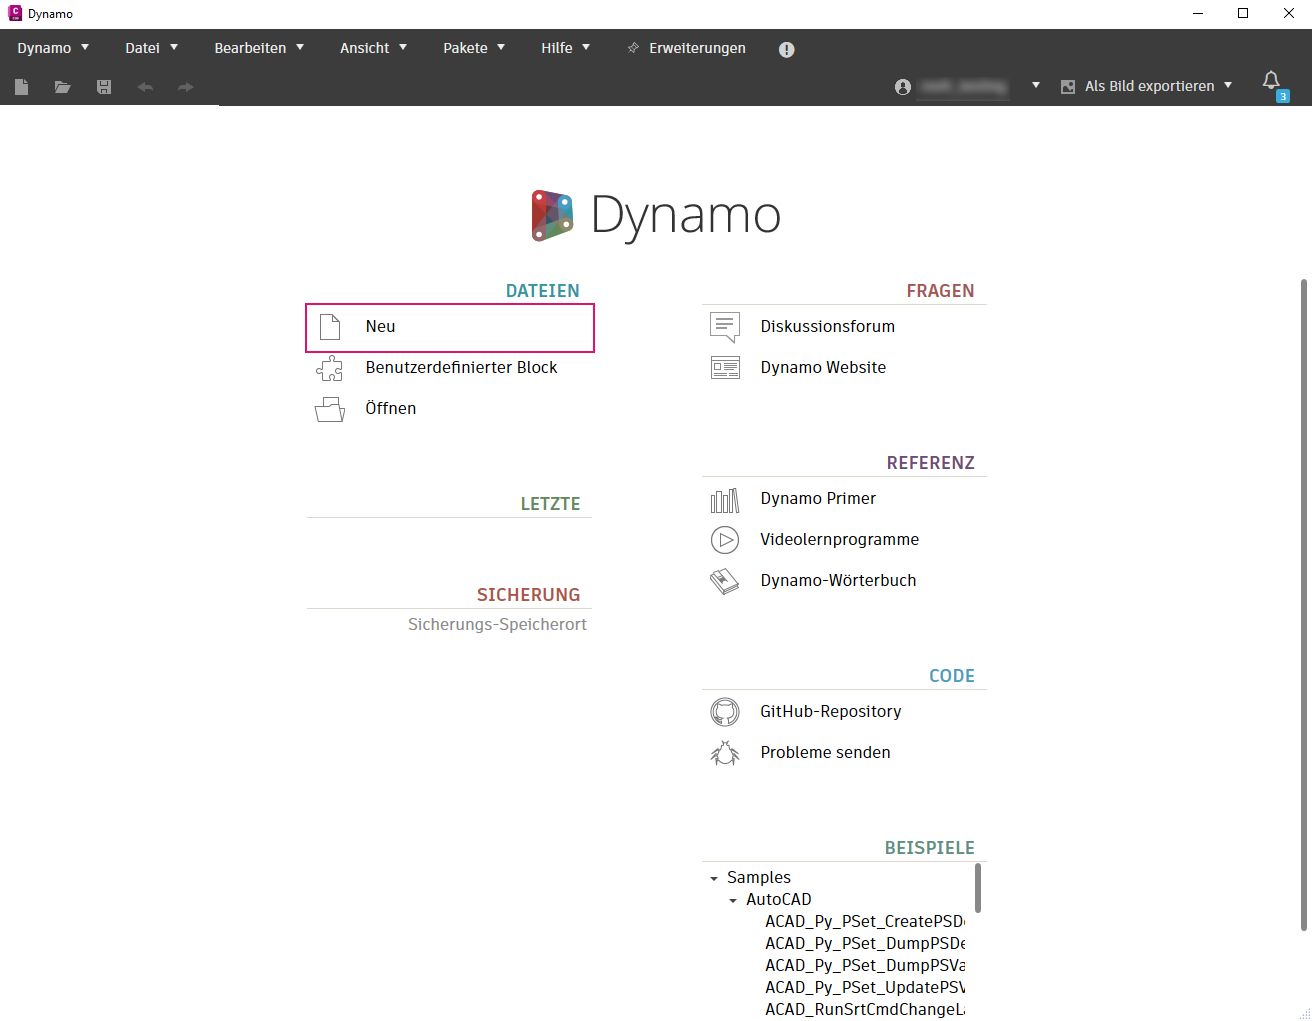 Dynamo
Dynamo Datei Bearbeiten Ansicht Pakete Hilfe Erweiterungen
Als Bild exportieren
3
Dynamo
DATEIEN
Neu
Benutzerdefinierter Block
Öffnen
LETZTE
SICHERUNG
Sicherungs-Speicherort
FRAGEN
Diskussionsforum
Dynamo Website
REFERENZ
Dynamo Primer
Videolernprogramme
Dynamo-Wörterbuch
CODE
GitHub-Repository
Probleme senden
BEISPIELE
Samples
AutoCAD
ACAD_Py_PSet_CreatePSD
ACAD_Py_PSet_DumpPSDe
ACAD_Py_PSet_DumpPSVa
ACAD_Py_PSet_UpdatePSV
ACAD_RunSrtCmdChangeLa